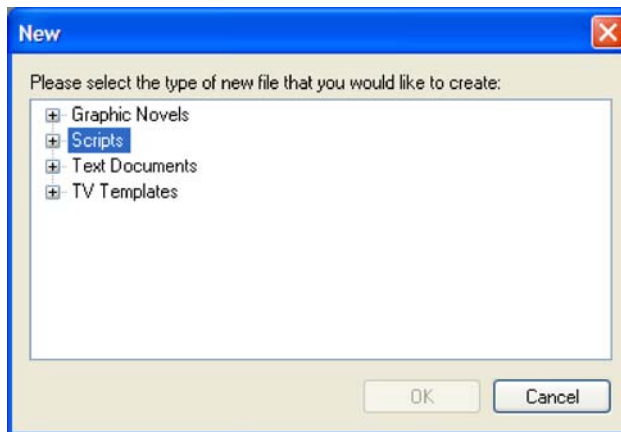 New
Please select the type of new file that you would like to create:
Graphic Novels
Scripts
Text Documents
TV Templates
OK Cancel